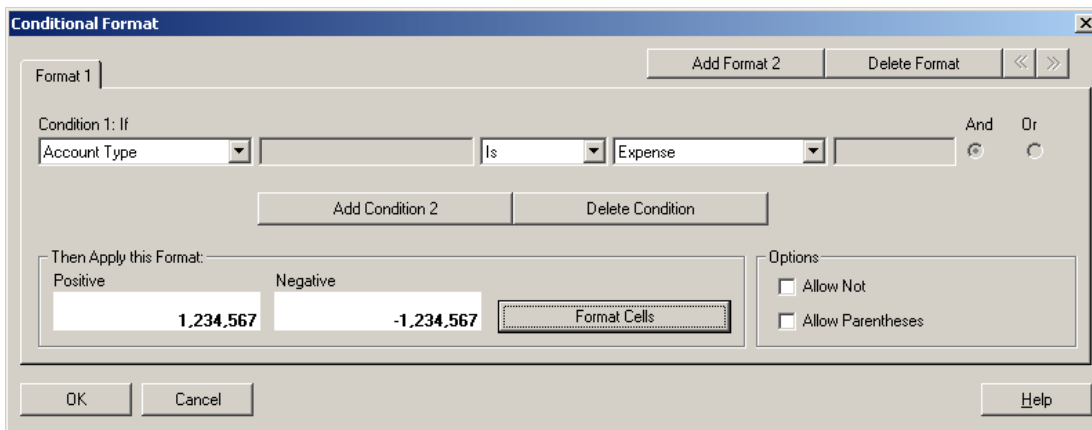 Conditional Format
Add Format 2 Delete Format
Format 1
Condition 1: If And Or
Account Type Is Expense
Add Condition 2 Delete Condition
Then Apply this Format: Options
Positive Negative Allow Not
1,234,567 -1,234,567 Format Cells Allow Parentheses
OK Cancel Help